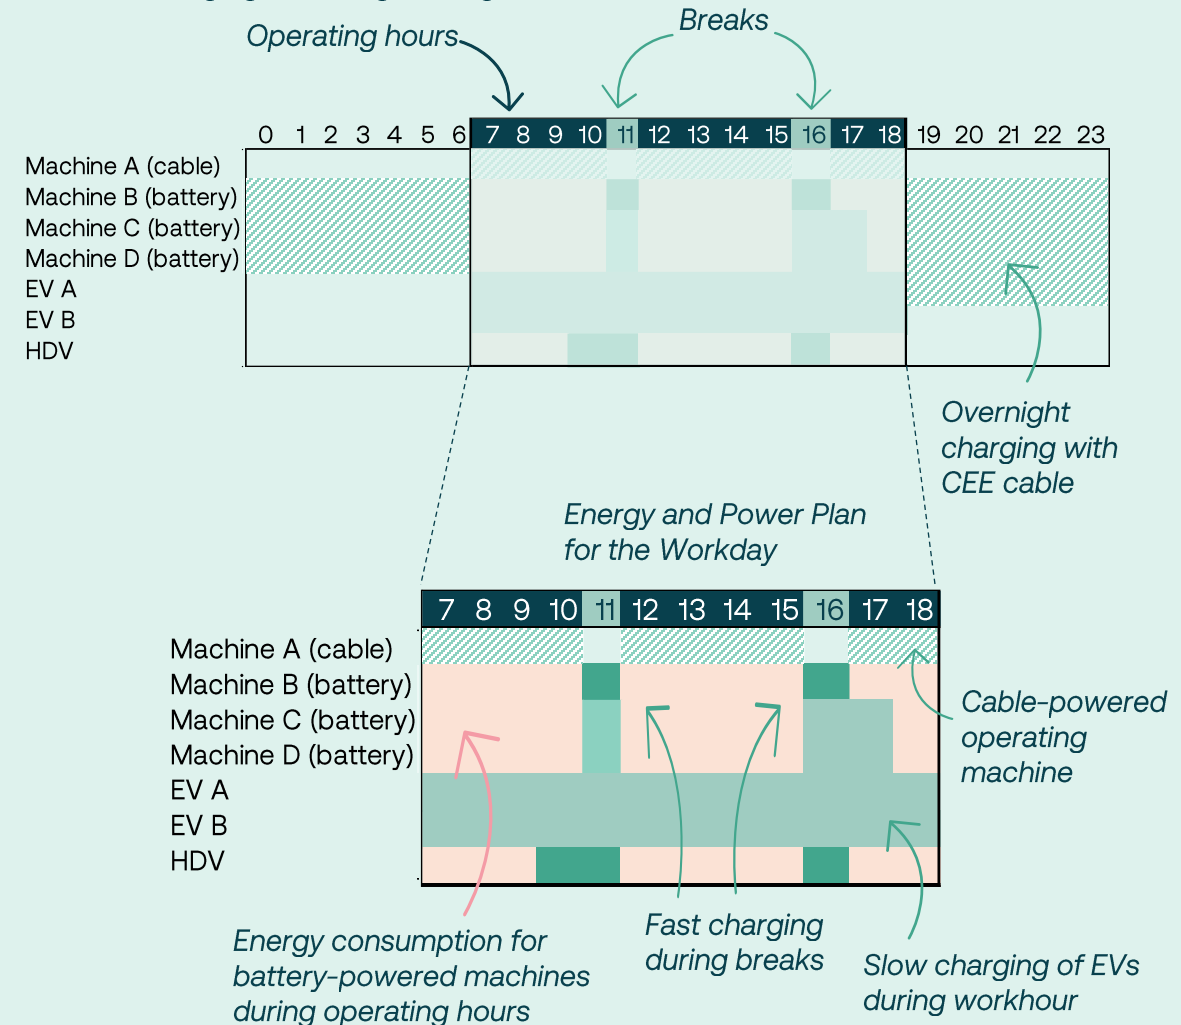 Operating hours
Breaks
0 1 2 3 4 5 6 7 8 9 10 11 12 13 14 15 16 17 18 19 20 21 22 23
Machine A (cable)
Machine B (battery)
Machine C (battery)
Machine D (battery)
EV A
EV B
HDV
Overnight
charging with
CEE cable
Energy and Power Plan
for the Workday
7 8 9 10 11 12 13 14 15 16 17 18
Machine A (cable)
Machine B (battery)
Machine C (battery)
Machine D (battery)
EV A
EV B
HDV
Cable-powered
operating
machine
Energy consumption for
battery-powered machines
during operating hours
Fast charging
during breaks
Slow charging of EVs
during workhour